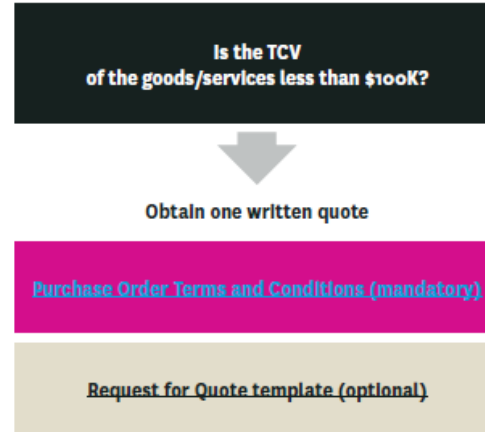 Is the TCV
of the goods/services less than $100K?
Obtain one written quote
Purchase Order Terms and Conditions (mandatory)
Request for Quote template (optional)